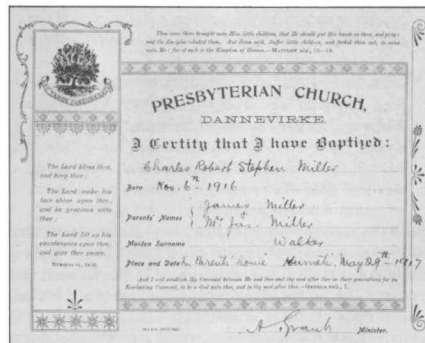 Then were there brought unto Him little children, that He should put His hands on them, and pray:
and the disciples rebuked them. But Jesus said, Suffer little children, and forbid them not, to come
unto Me: for of such is the Kingdom of Heaven.—MATTHEW xix., 13-14.
PRESBYTERIAN CHURCH,
DANNEVIRKE.
I Certify that I have Baptized:
Charles Robert Stephen Miller
Born Nov. 6th 1916
Parents' Names { James Miller
Mrs Jas. Miller
Maiden Surname Walker
Place and Date Parents' home May 29th 1917
And I will establish My Covenant between Me and thee and thy seed after thee in their generations for an
Everlasting Covenant, to be a God unto thee, and to thy seed after thee.—GENESIS xvii., 7.
A Grant Minister.
The Lord bless thee,
and keep thee:
The Lord make his
face shine upon thee,
and be gracious unto
thee:
The Lord lift up his
countenance upon thee,
and give thee peace.